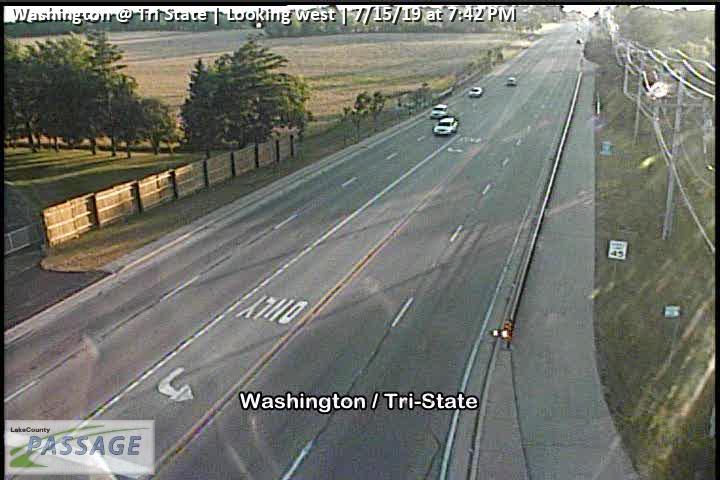 Washington @ Tri State | Looking west | 7/15/19 at 7:42 PM
45
ONLY
Washington / Tri-State
LakeCounty
PASSAGE